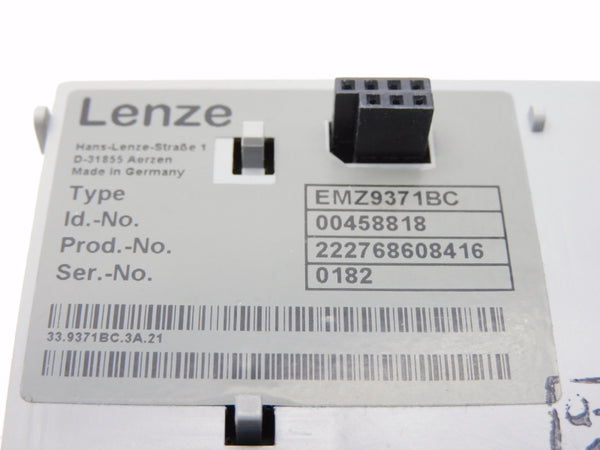 Lenze
Hans-Lenze-Straße 1
D-31855 Aerzen
Made in Germany
Type EMZ9371BC
Id.-No. 00458818
Prod.-No. 222768608416
Ser.-No. 0182
33.9371BC.3A.21